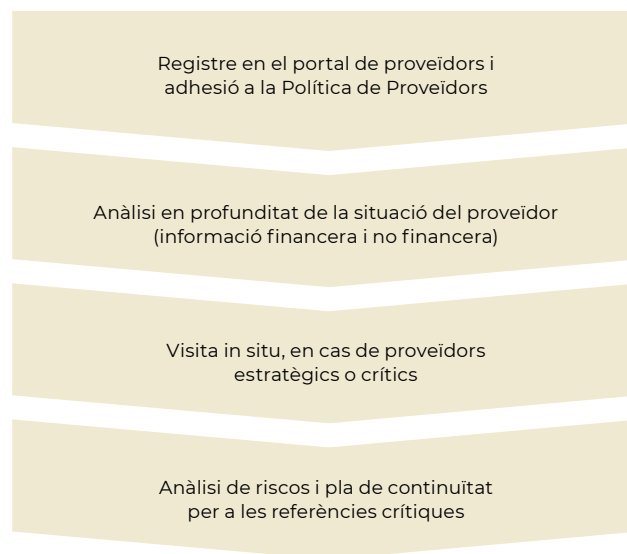 Registre en el portal de proveïdors i
adhesió a la Política de Proveïdors
Anàlisi en profunditat de la situació del proveïdor
(informació financera i no financera)
Visita in situ, en cas de proveïdors
estratègics o crítics
Anàlisi de riscos i pla de continuïtat
per a les referències crítiques